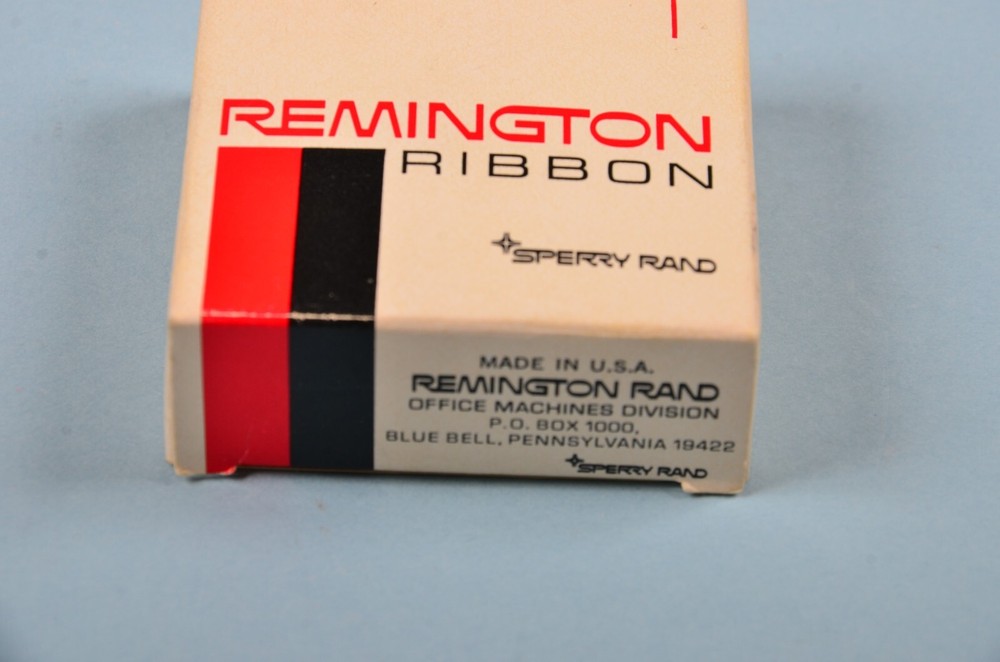 REMINGTON
RIBBON
SPERRY RAND
MADE IN U.S.A.
REMINGTON RAND
OFFICE MACHINES DIVISION
P.O. BOX 1000,
BLUE BELL, PENNSYLVANIA 19422
SPERRY RAND